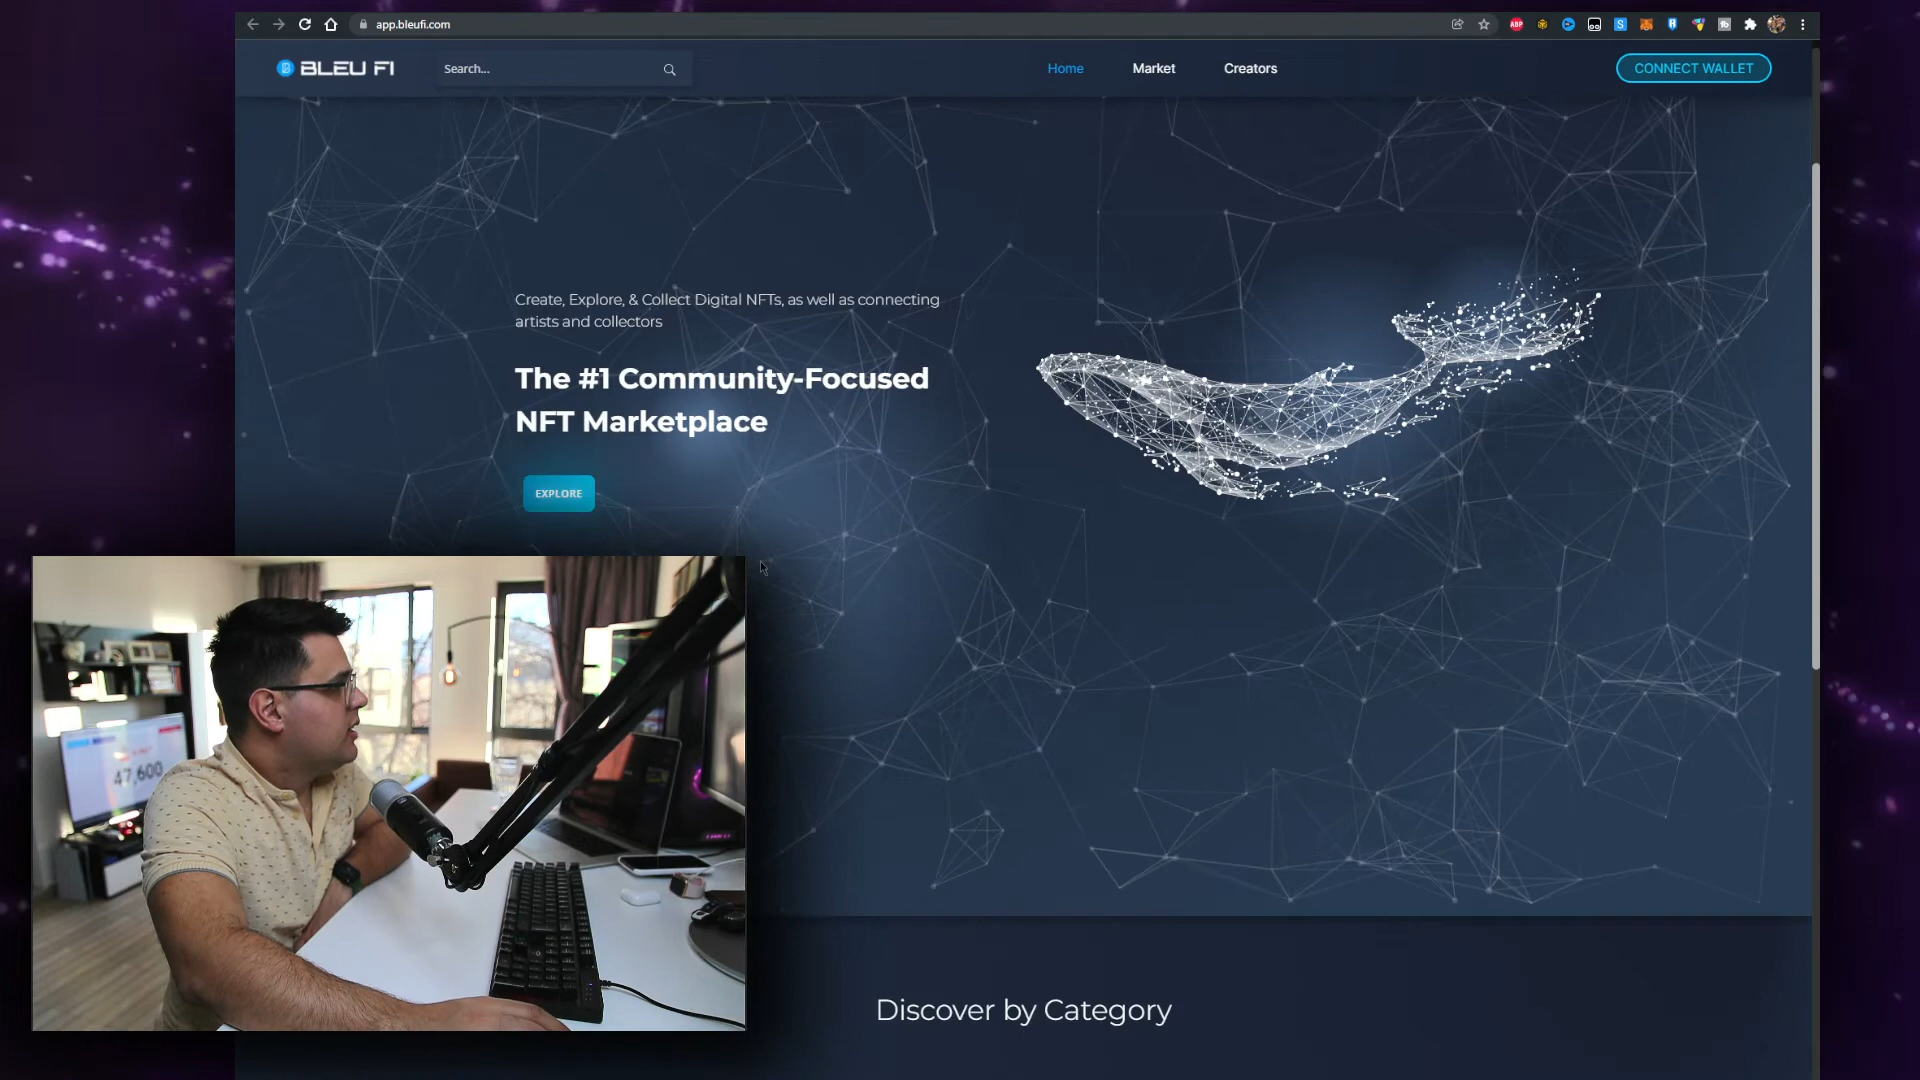 app.bleufi.com
ABP
BLEU FI
Search...
Home
Market
Creators
CONNECT WALLET
Create, Explore, & Collect Digital NFTs, as well as connecting
artists and collectors
The #1 Community-Focused
NFT Marketplace
EXPLORE
47,600
Discover by Category